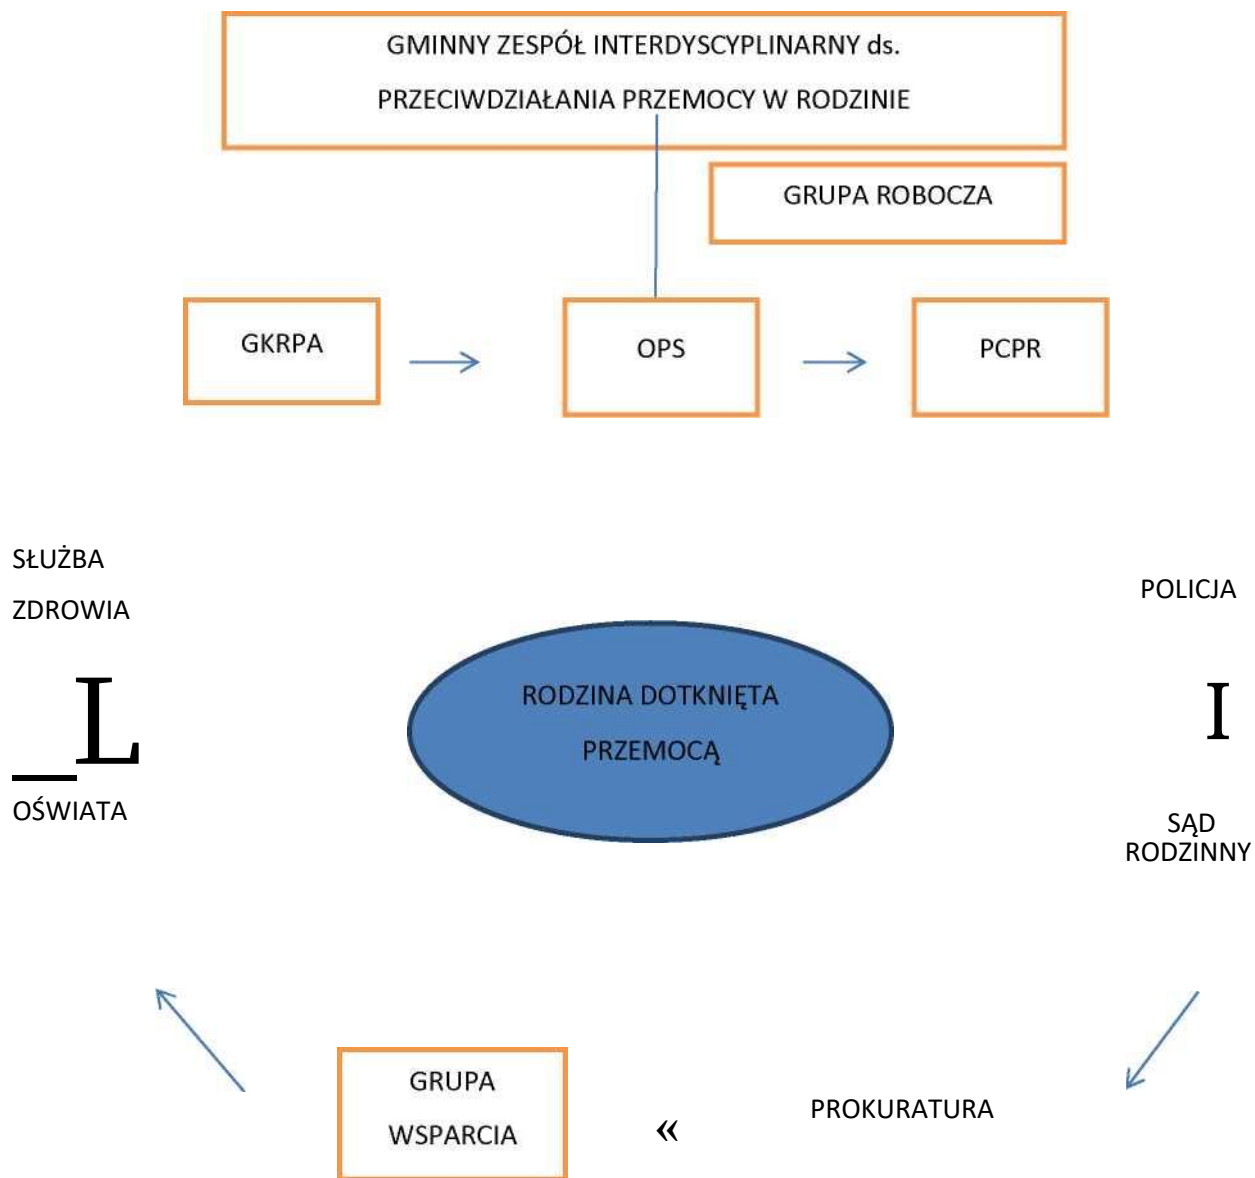 GMINNY ZESPÓŁ INTERDYSCYPLINARNY ds.
PRZECIWDZIAŁANIA PRZEMOCY W RODZINIE
GRUPA ROBOCZA
GKRPA
OPS
PCPR
SŁUŻBA
ZDROWIA
POLICJA
RODZINA DOTKNIĘTA
PRZEMOCĄ
_L
I
OŚWIATA
SĄD
RODZINNY
GRUPA
WSPARCIA
«
PROKURATURA